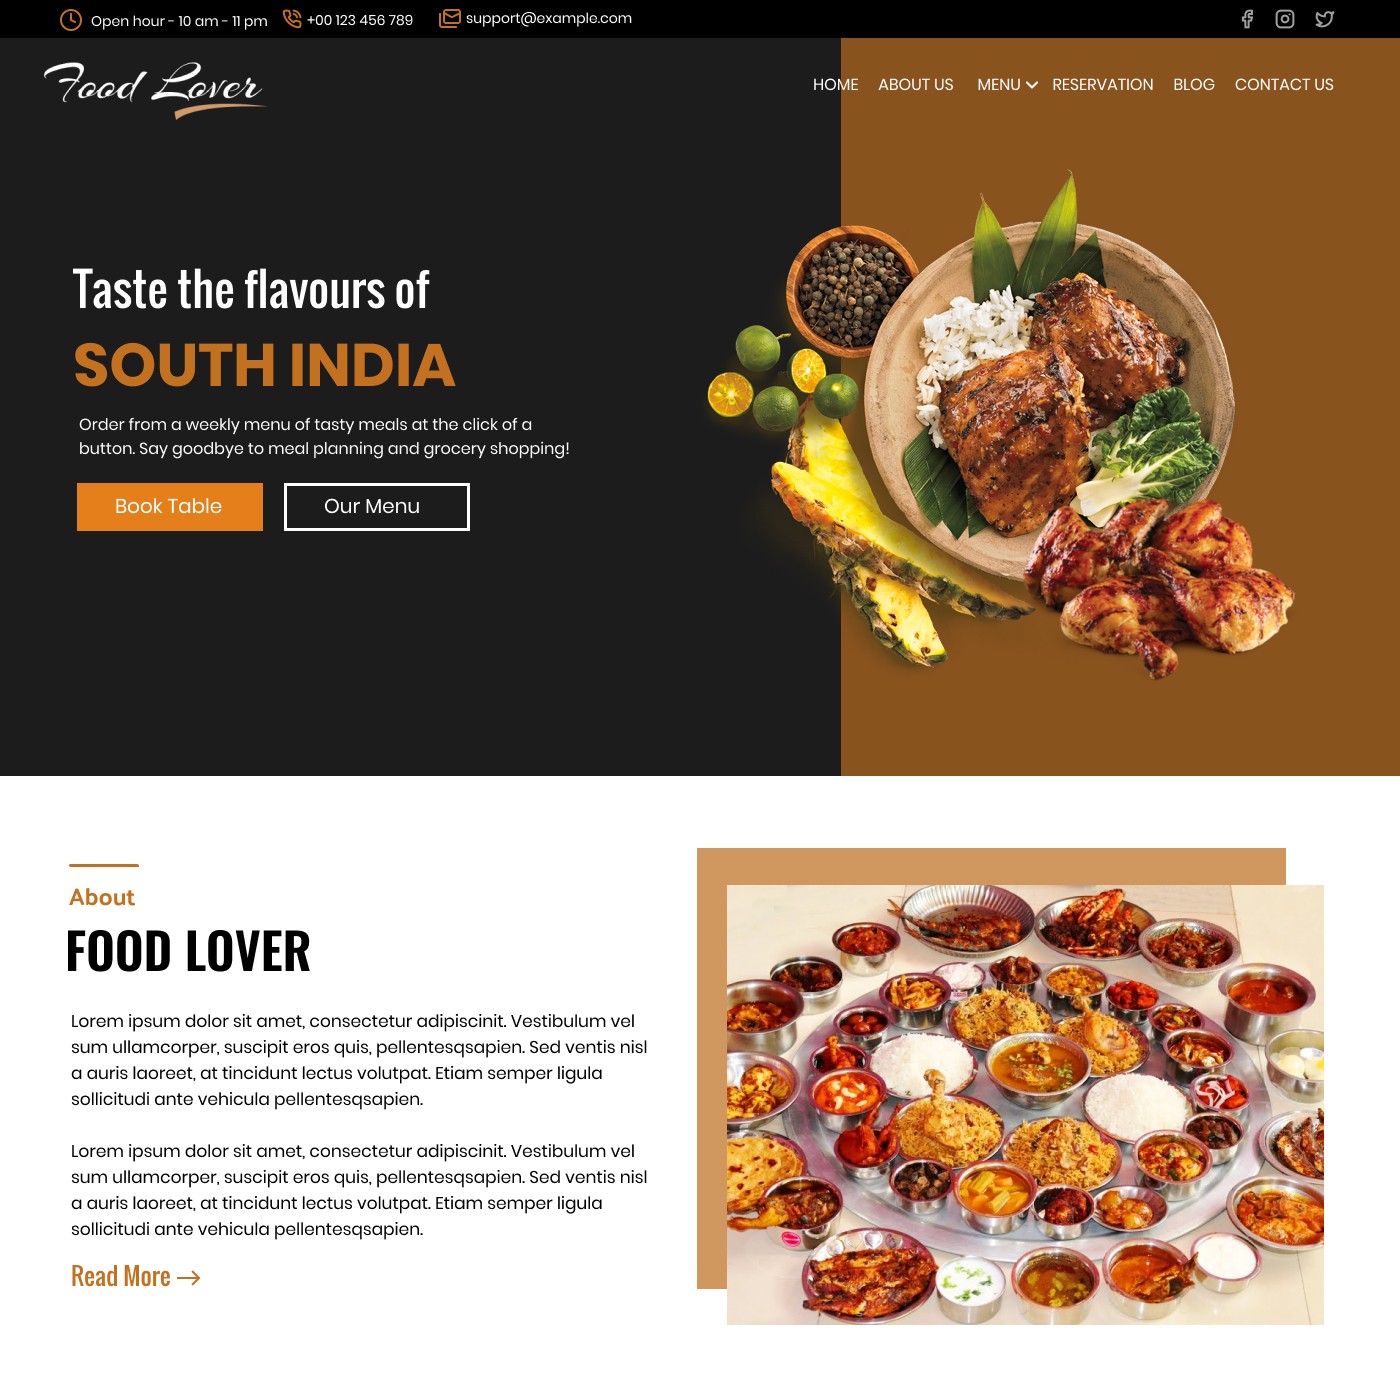 Open hour - 10 am - 11 pm
+00 123 456 789
support@example.com
Food Lover
HOME ABOUT US MENU RESERVATION BLOG CONTACT US
Taste the flavours of
SOUTH INDIA
Order from a weekly menu of tasty meals at the click of a
button. Say goodbye to meal planning and grocery shopping!
Book Table
Our Menu
About
FOOD LOVER
Lorem ipsum dolor sit amet, consectetur adipiscinit. Vestibulum vel
sum ullamcorper, suscipit eros quis, pellentesqsapien. Sed ventis nisl
a auris laoreet, at tincidunt lectus volutpat. Etiam semper ligula
sollicitudi ante vehicula pellentesqsapien.
Lorem ipsum dolor sit amet, consectetur adipiscinit. Vestibulum vel
sum ullamcorper, suscipit eros quis, pellentesqsapien. Sed ventis nisl
a auris laoreet, at tincidunt lectus volutpat. Etiam semper ligula
sollicitudi ante vehicula pellentesqsapien.
Read More